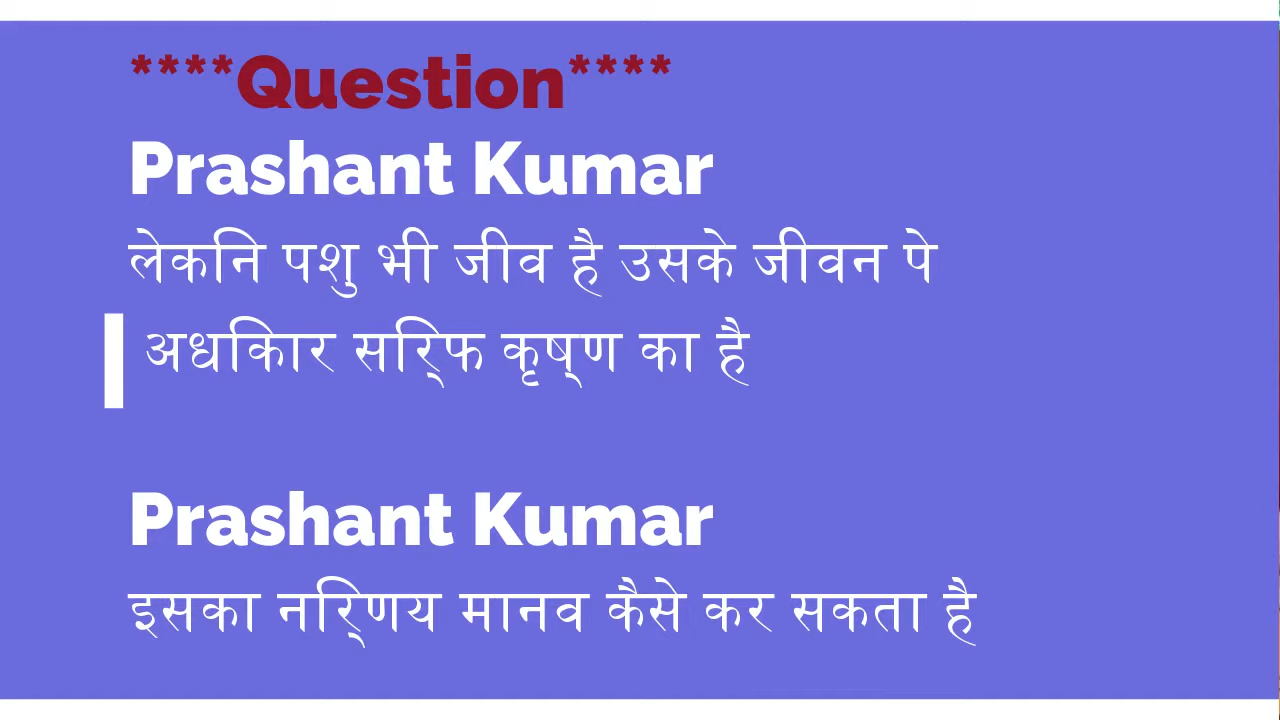 ****Question****
Prashant Kumar
लेकिन पशु भी जीव है उसके जीवन पे
अधिकार सिर्फ कृष्ण का है
Prashant Kumar
इसका निर्णय मानव कैसे कर सकता है